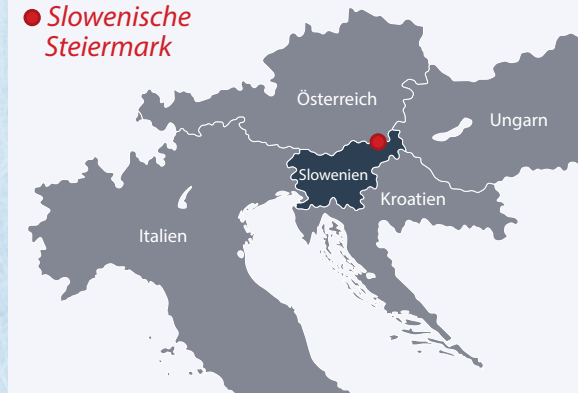 Slowenische
Steiermark
Österreich
Ungarn
Slowenien
Kroatien
Italien